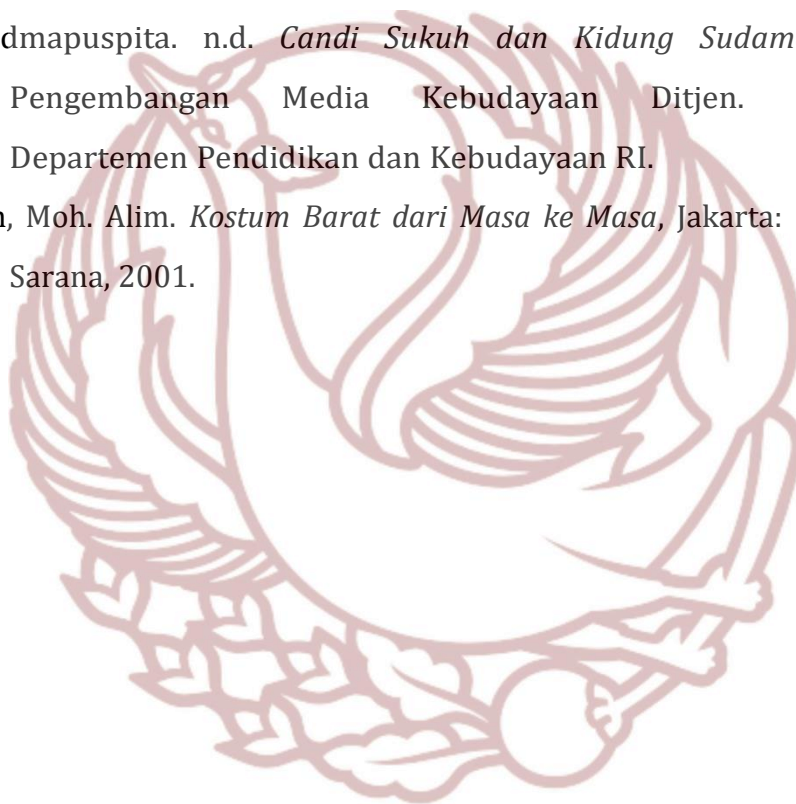 dmapuspita. n.d. Candi Sukuh dan Kidung Sudam
Pengembangan Media Kebudayaan Ditjen.
Departemen Pendidikan dan Kebudayaan RI.
, Moh. Alim. Kostum Barat dari Masa ke Masa, Jakarta:
Sarana, 2001.